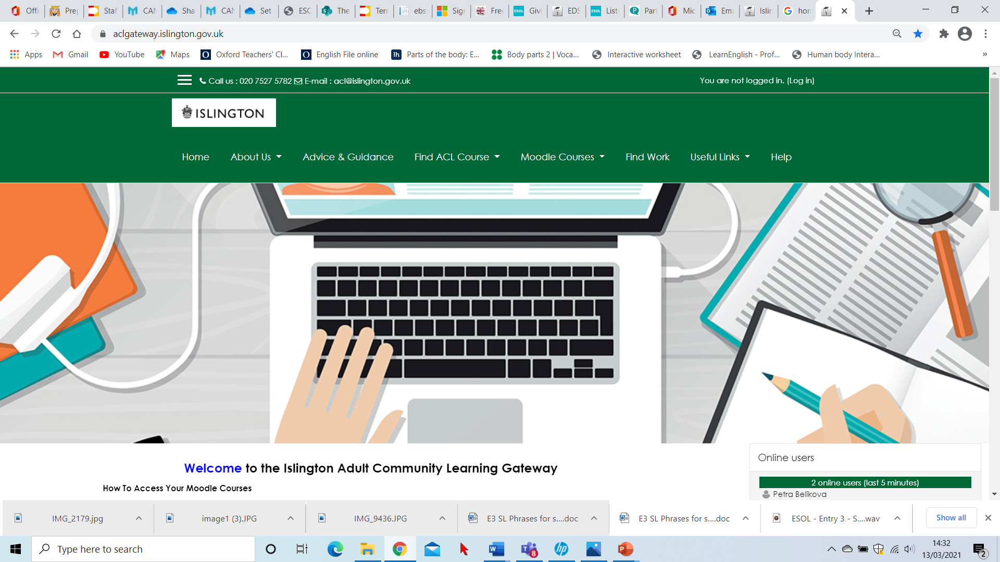 Offi
Prep
Staf
CAN
Sha
CAN
Set
ESC
The
Terr
ebs
Sign
Free
Givi
EDS
List
Part
Mic
Ema
Islin
hon
aclgateway.islington.gov.uk
Apps
Gmail
YouTube
Maps
Oxford Teachers' Cl...
English File online
Parts of the body: E...
Body parts 2 | Voca...
Interactive worksheet
LearnEnglish - Prof...
Human body Intera...
»
Call us : 020 7527 5782 E-mail : acl@islington.gov.uk
You are not logged in. (Log in)
ISLINGTON
Home
About Us
Advice & Guidance
Find ACL Course
Moodle Courses
Find Work
Useful Links
Help
Welcome to the Islington Adult Community Learning Gateway
How To Access Your Moodle Courses
Online users
2 online users (last 5 minutes)
Petra Belikova
IMG_2179.jpg
image1 (3).JPG
IMG_9436.JPG
E3 SL Phrases for s....doc
E3 SL Phrases for s....doc
ESOL - Entry 3 - S....wav
Show all
Type here to search
8
14:32
13/03/2021
2